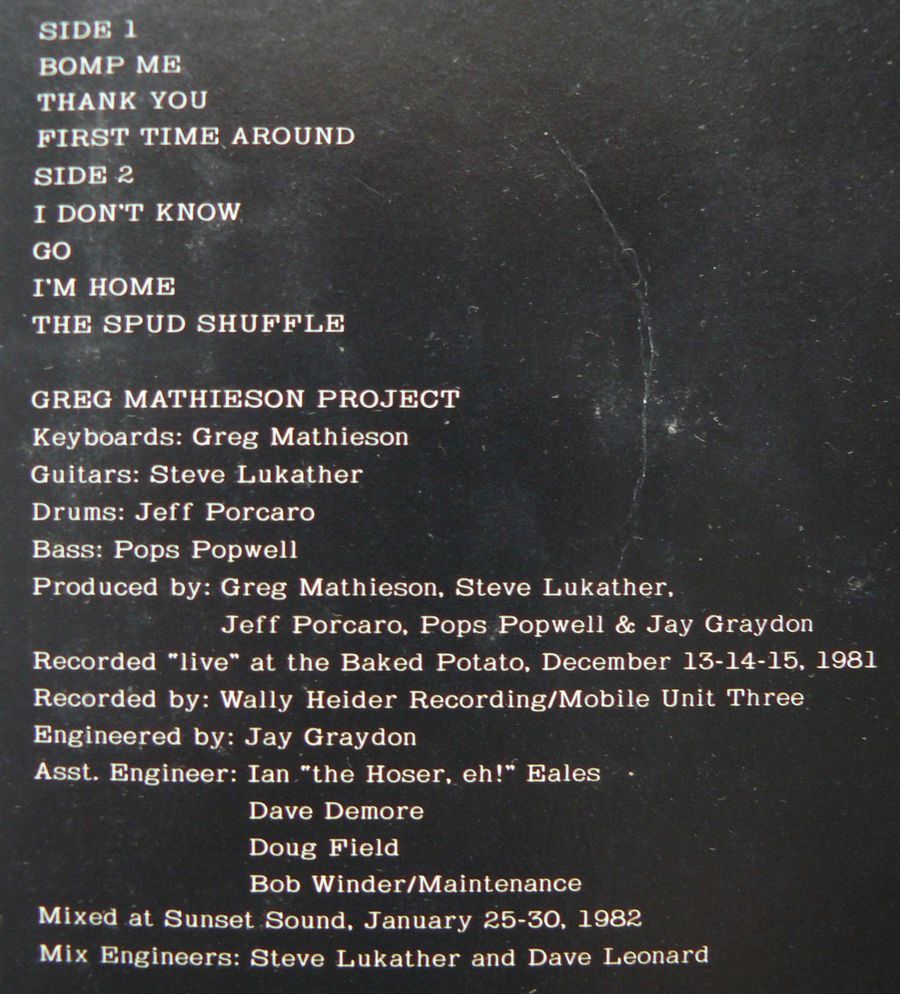 SIDE 1
BOMP ME
THANK YOU
FIRST TIME AROUND
SIDE 2
I DON'T KNOW
GO
I'M HOME
THE SPUD SHUFFLE
GREG MATHIESON PROJECT
Keyboards: Greg Mathieson
Guitars: Steve Lukather
Drums: Jeff Porcaro
Bass: Pops Popwell
Produced by: Greg Mathieson, Steve Lukather,
Jeff Porcaro, Pops Popwell & Jay Graydon
Recorded "live" at the Baked Potato, December 13-14-15, 1981
Recorded by: Wally Heider Recording/Mobile Unit Three
Engineered by: Jay Graydon
Asst. Engineer: Ian "the Hoser, eh!" Eales
Dave Demore
Doug Field
Bob Winder/Maintenance
Mixed at Sunset Sound, January 25-30, 1982
Mix Engineers: Steve Lukather and Dave Leonard